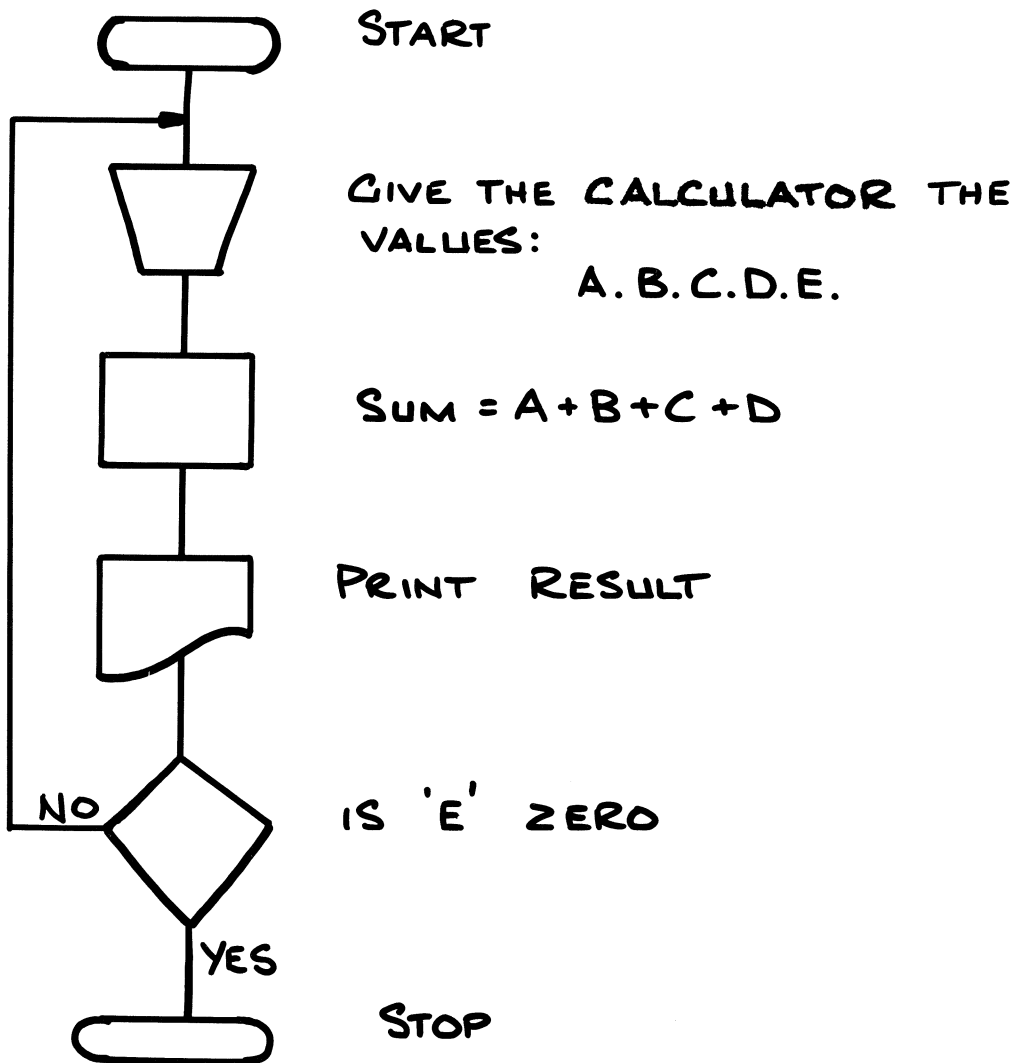 START
GIVE THE CALCULATOR THE
VALUES:
A. B. C. D. E.
SUM = A + B + C + D
PRINT RESULT
NO
IS 'E' ZERO
YES
STOP